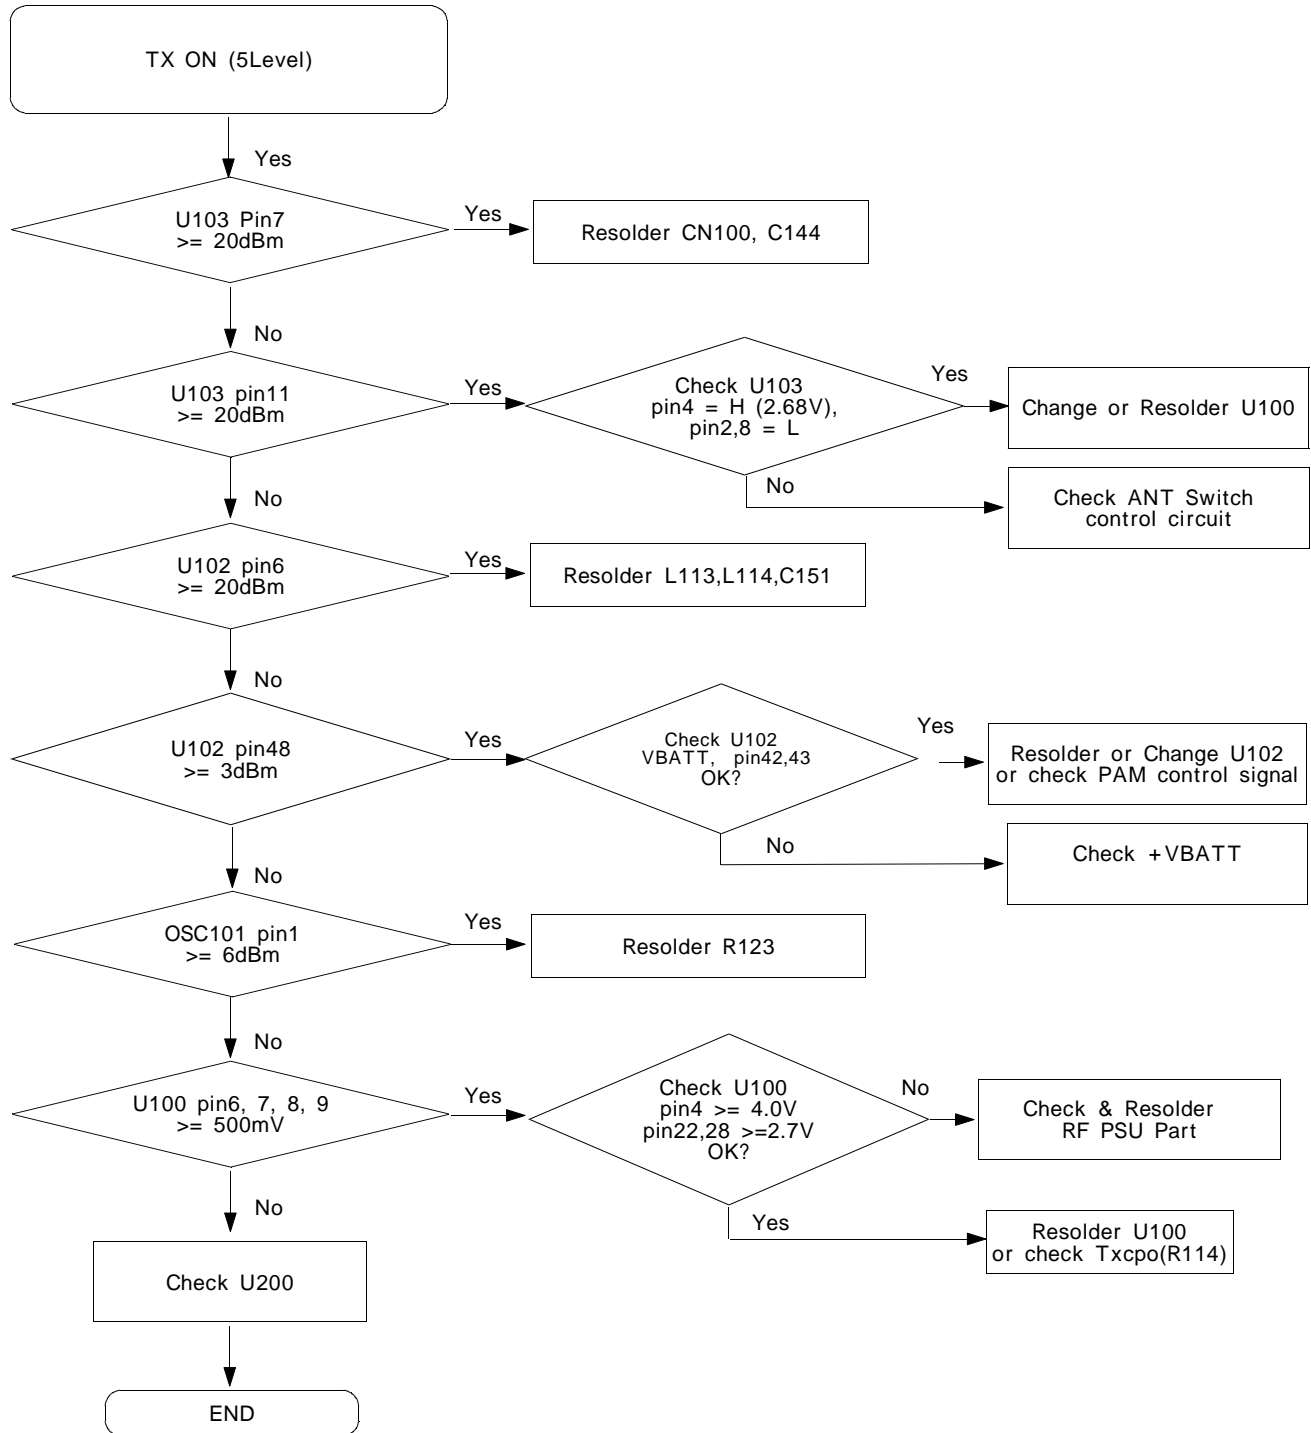 TX ON (5Level)
Yes
U103 Pin7
>= 20dBm
Yes
Resolder CN100, C144
No
U103 pin11
>= 20dBm
Yes
Check U103
pin4 = H (2.68V),
pin2,8 = L
Yes
Change or Resolder U100
No
Check ANT Switch
control circuit
No
U102 pin6
>= 20dBm
Yes
Resolder L113,L114,C151
No
U102 pin48
>= 3dBm
Yes
Check U102
VBATT, pin42,43
OK?
Yes
Resolder or Change U102
or check PAM control signal
No
Check +VBATT
No
OSC101 pin1
>= 6dBm
Yes
Resolder R123
No
U100 pin6, 7, 8, 9
>= 500mV
Yes
Check U100
pin4 >= 4.0V
pin22,28 >=2.7V
OK?
No
Check & Resolder
RF PSU Part
Yes
Resolder U100
or check Txcpo(R114)
No
Check U200
END